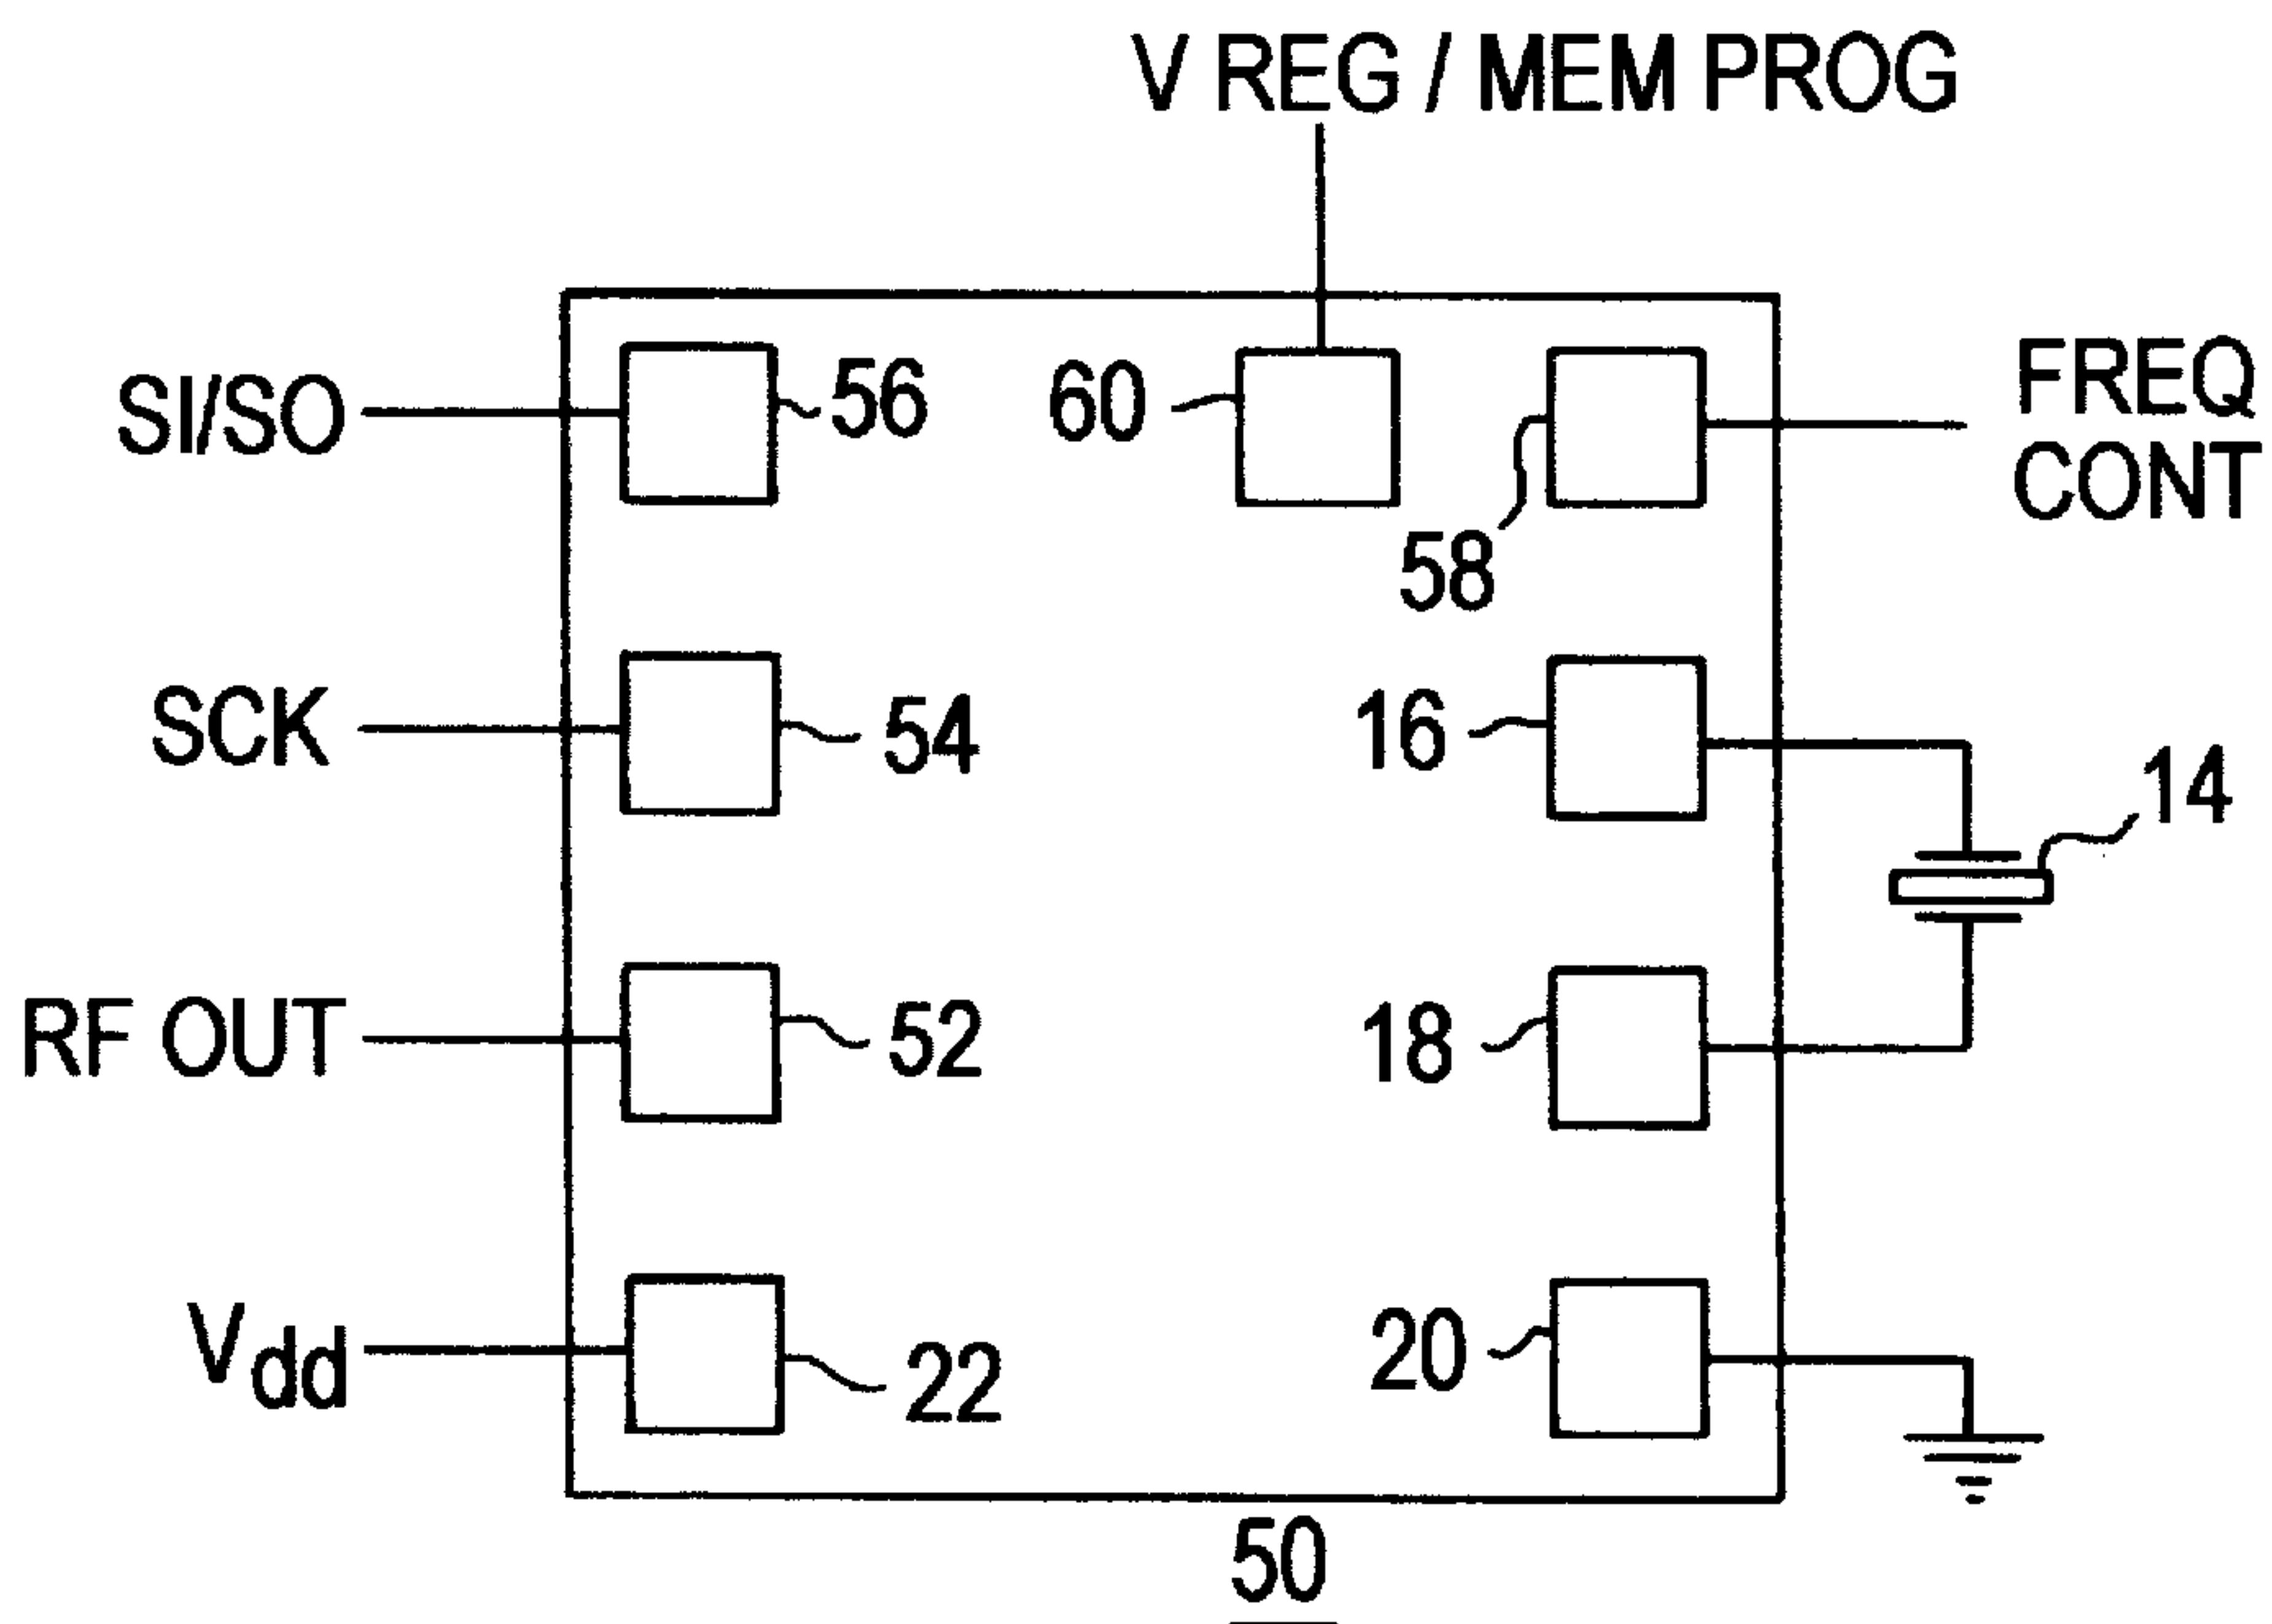 V REG / MEM PROG
SI/SO
56
60
FREQ
CONT
58
SCK
54
16
14
RF OUT
52
18
Vdd
22
20
50